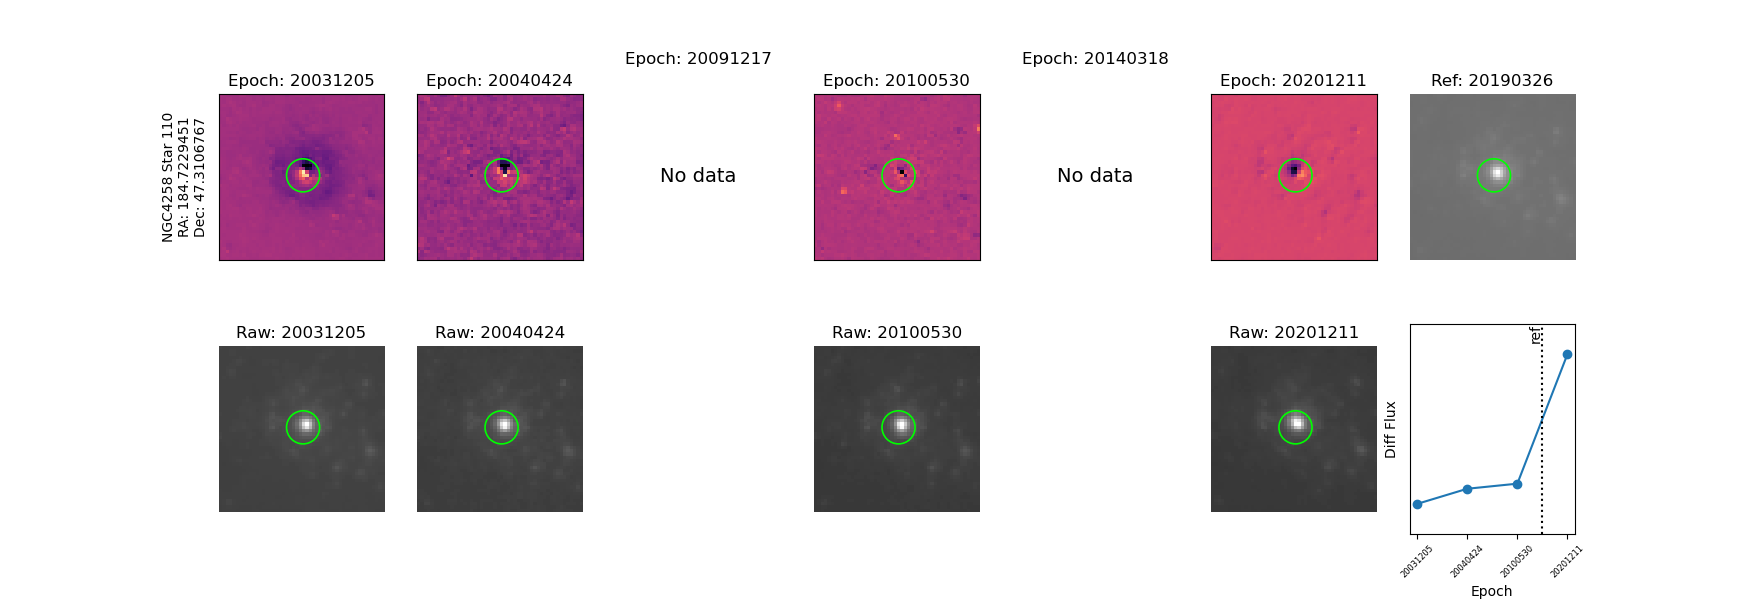 Epoch: 20091217
Epoch: 20140318
Epoch: 20031205
Epoch: 20040424
Epoch: 20100530
Epoch: 20201211
Ref: 20190326
NGC4258 Star 110
RA: 184.7229451
Dec: 47.3106767
No data
No data
Raw: 20031205
Raw: 20040424
Raw: 20100530
Raw: 20201211
ref
Diff Flux
20031205
20040424
20100530
20201211
Epoch